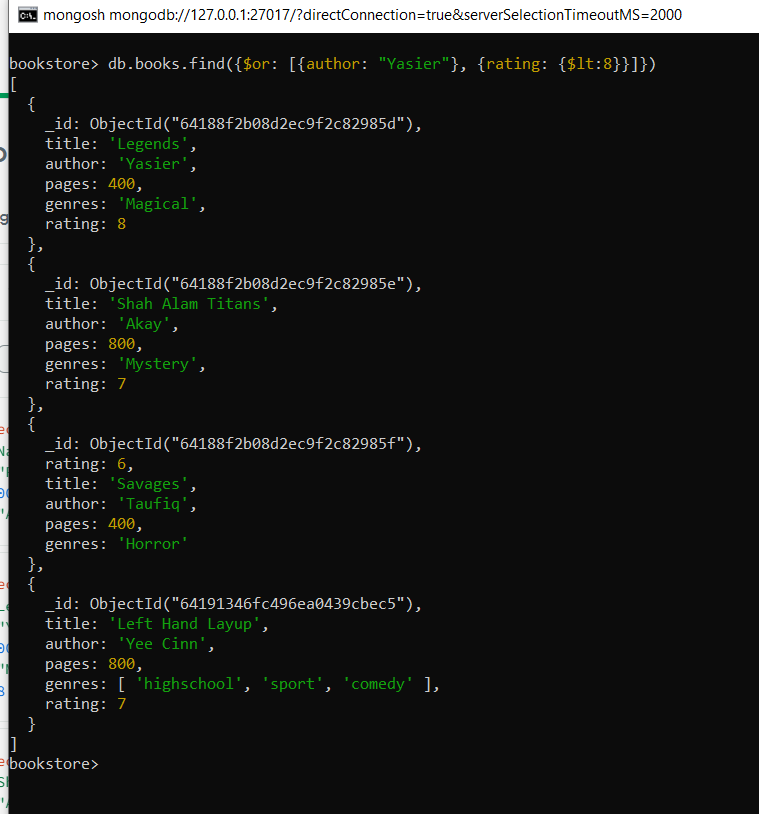 mongosh mongodb://127.0.0.1:27017/?directConnection=true&serverSelectionTimeoutMS=2000
bookstore> db.books.find({$or: [{author: "Yasier"}, {rating: {$lt:8}}]})
[
  {
    _id: ObjectId("64188f2b08d2ec9f2c82985d"),
    title: 'Legends',
    author: 'Yasier',
    pages: 400,
    genres: 'Magical',
    rating: 8
  },
  {
    _id: ObjectId("64188f2b08d2ec9f2c82985e"),
    title: 'Shah Alam Titans',
    author: 'Akay',
    pages: 800,
    genres: 'Mystery',
    rating: 7
  },
  {
    _id: ObjectId("64188f2b08d2ec9f2c82985f"),
    rating: 6,
    title: 'Savages',
    author: 'Taufiq',
    pages: 400,
    genres: 'Horror'
  },
  {
    _id: ObjectId("64191346fc496ea0439cbec5"),
    title: 'Left Hand Layup',
    author: 'Yee Cinn',
    pages: 800,
    genres: [ 'highschool', 'sport', 'comedy' ],
    rating: 7
  }
]
bookstore>